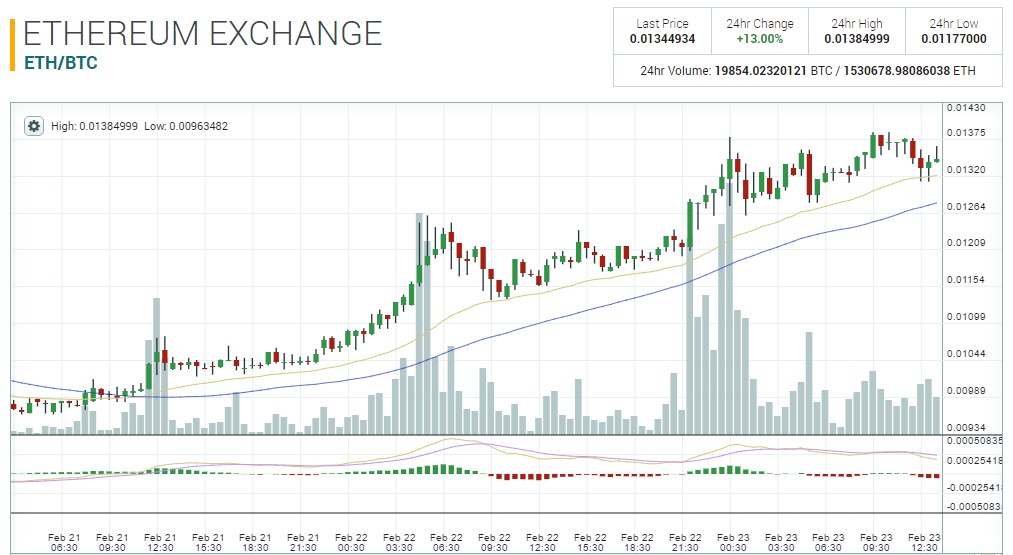 ETHEREUM EXCHANGE
ETH/BTC
Last Price 24hr Change 24hr High 24hr Low
0.01344934 +13.00% 0.01384999 0.01177000
24hr Volume: 19854.02320121 BTC / 1530678.98086038 ETH
High: 0.01384999 Low: 0.00963482
0.01430
0.01375
0.01320
0.01264
0.01209
0.01154
0.01099
0.01044
0.00989
0.00934
0.00050835
0.00025418
-0.00025418
-0.00050835
Feb 21 Feb 21 Feb 21 Feb 21 Feb 21 Feb 21 Feb 22 Feb 22 Feb 22 Feb 22 Feb 22 Feb 22 Feb 22 Feb 22 Feb 23 Feb 23 Feb 23 Feb 23 Feb 23
06:30 09:30 12:30 15:30 18:30 21:30 00:30 03:30 06:30 09:30 12:30 15:30 18:30 21:30 00:30 03:30 06:30 09:30 12:30